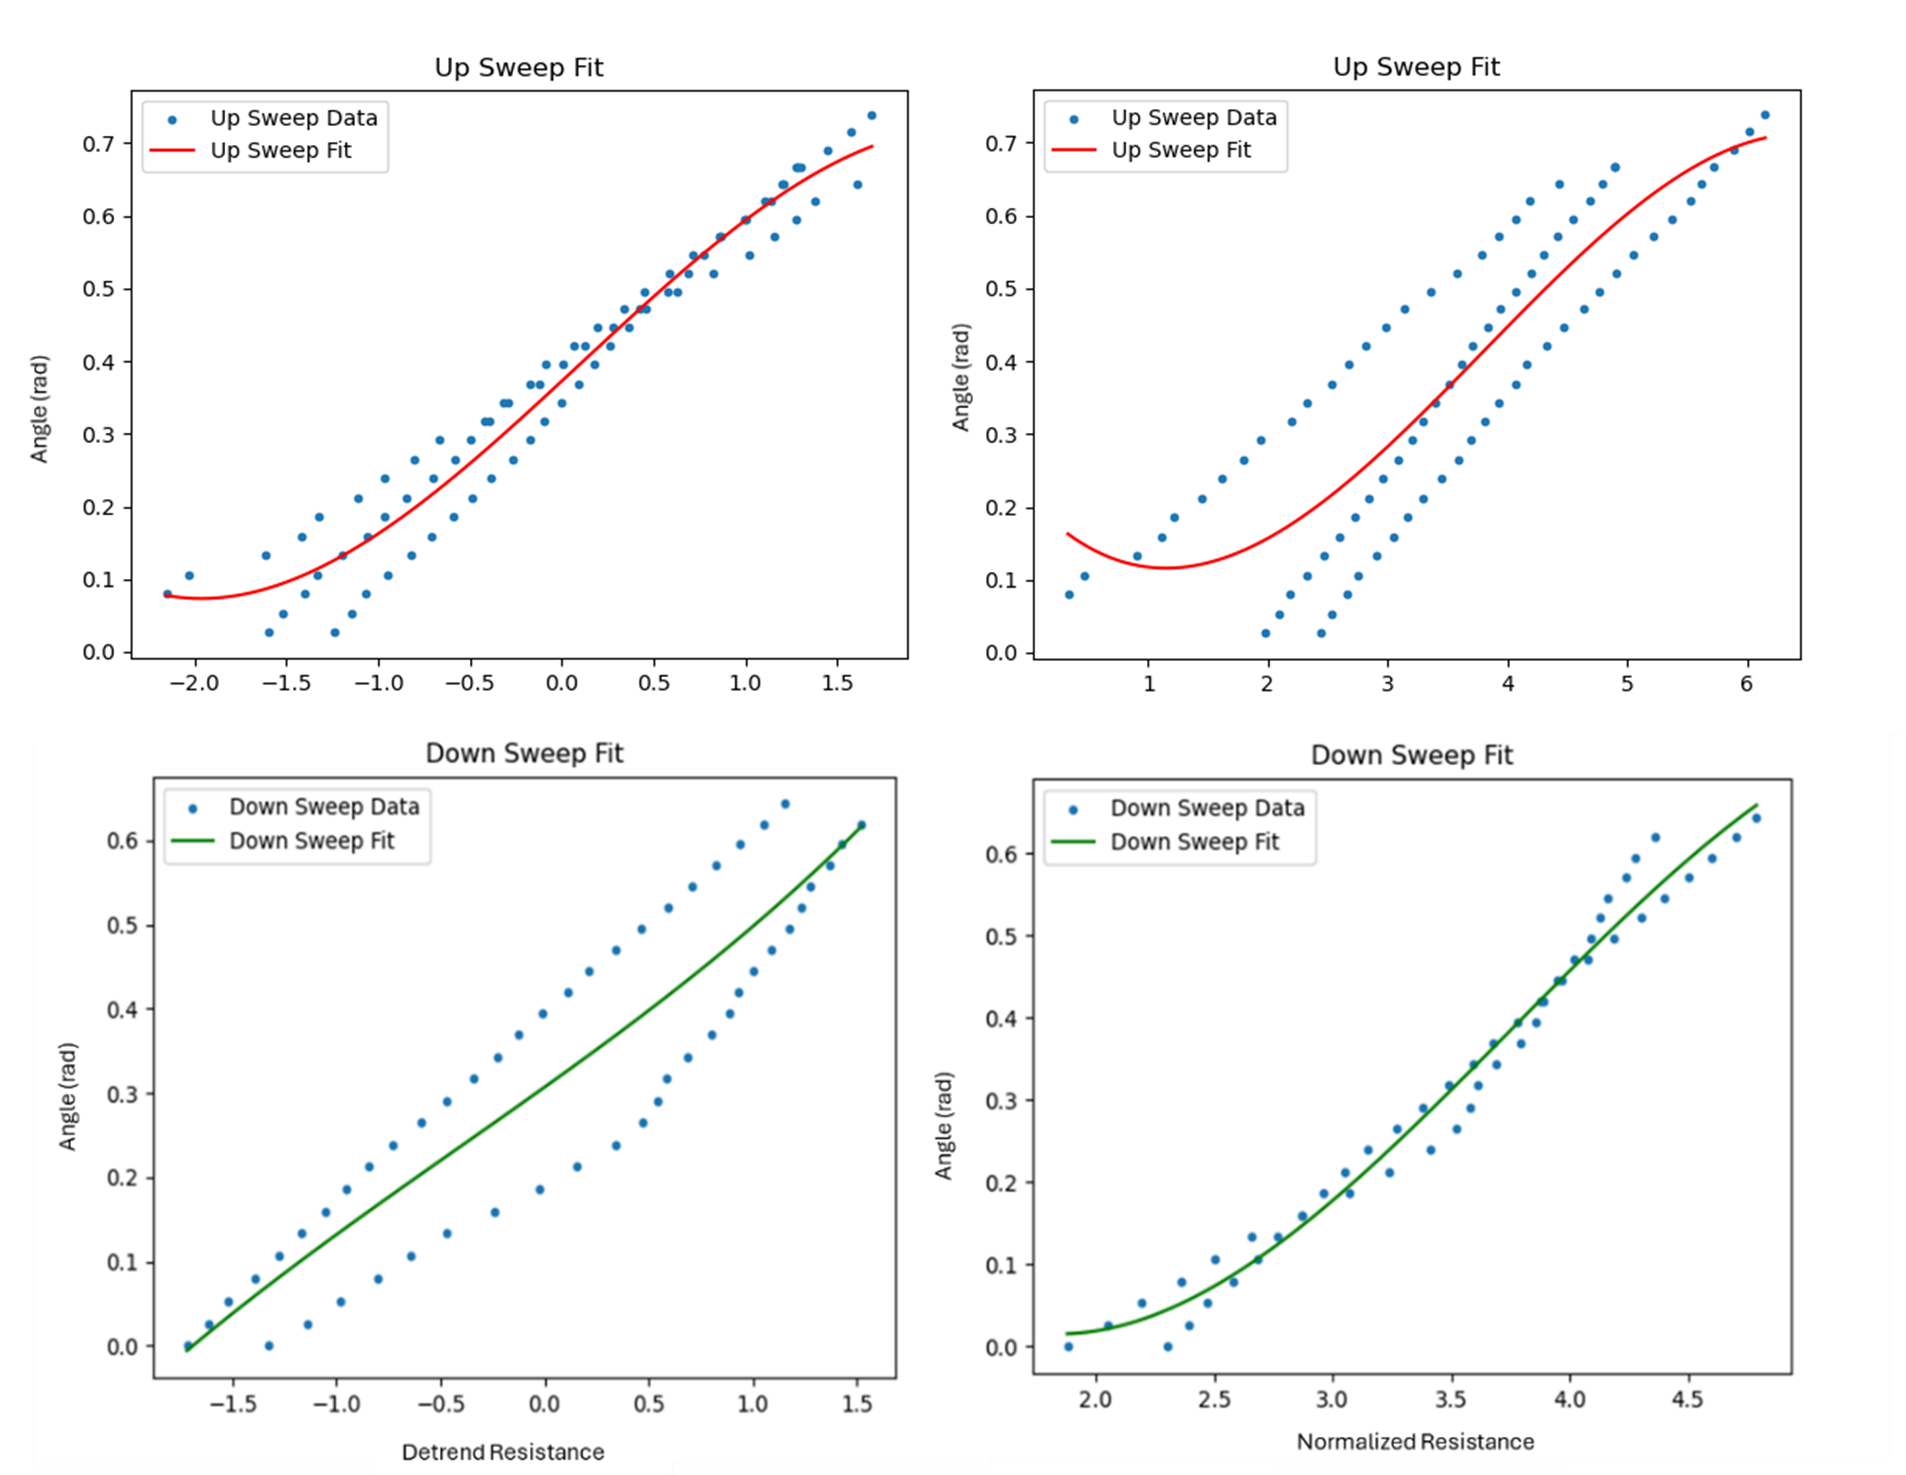 Up Sweep Fit
Up Sweep Data
Up Sweep Fit
Angle (rad)
0.7
0.6
0.5
0.4
0.3
0.2
0.1
0.0
−2.0 −1.5 −1.0 −0.5 0.0 0.5 1.0 1.5
Up Sweep Fit
Up Sweep Data
Up Sweep Fit
Angle (rad)
0.7
0.6
0.5
0.4
0.3
0.2
0.1
0.0
1 2 3 4 5 6
Down Sweep Fit
Down Sweep Data
Down Sweep Fit
Angle (rad)
0.6
0.5
0.4
0.3
0.2
0.1
0.0
−1.5 −1.0 −0.5 0.0 0.5 1.0 1.5
Detrend Resistance
Down Sweep Fit
Down Sweep Data
Down Sweep Fit
Angle (rad)
0.6
0.5
0.4
0.3
0.2
0.1
0.0
2.0 2.5 3.0 3.5 4.0 4.5
Normalized Resistance